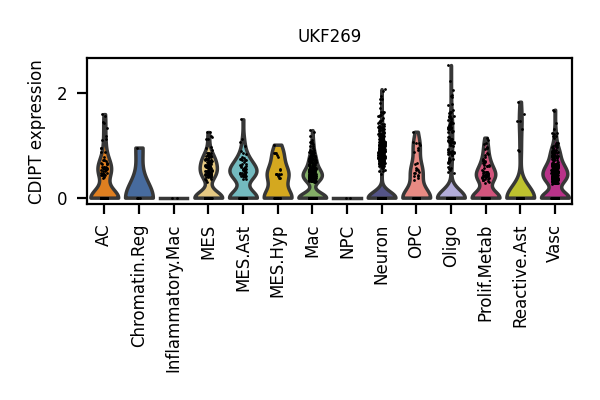 UKF269
CDIPT expression
2
0
AC
Chromatin.Reg
Inflammatory.Mac
MES
MES.Ast
MES.Hyp
Mac
NPC
Neuron
OPC
Oligo
Prolif.Metab
Reactive.Ast
Vasc